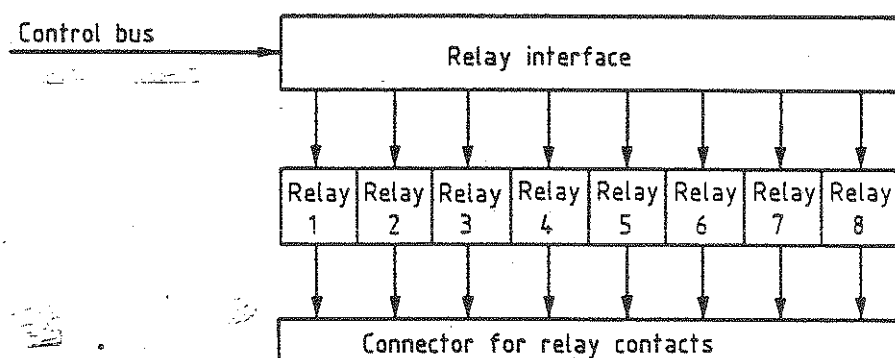 Control bus
Relay interface
Relay Relay Relay Relay Relay Relay Relay Relay
1 2 3 4 5 6 7 8
Connector for relay contacts